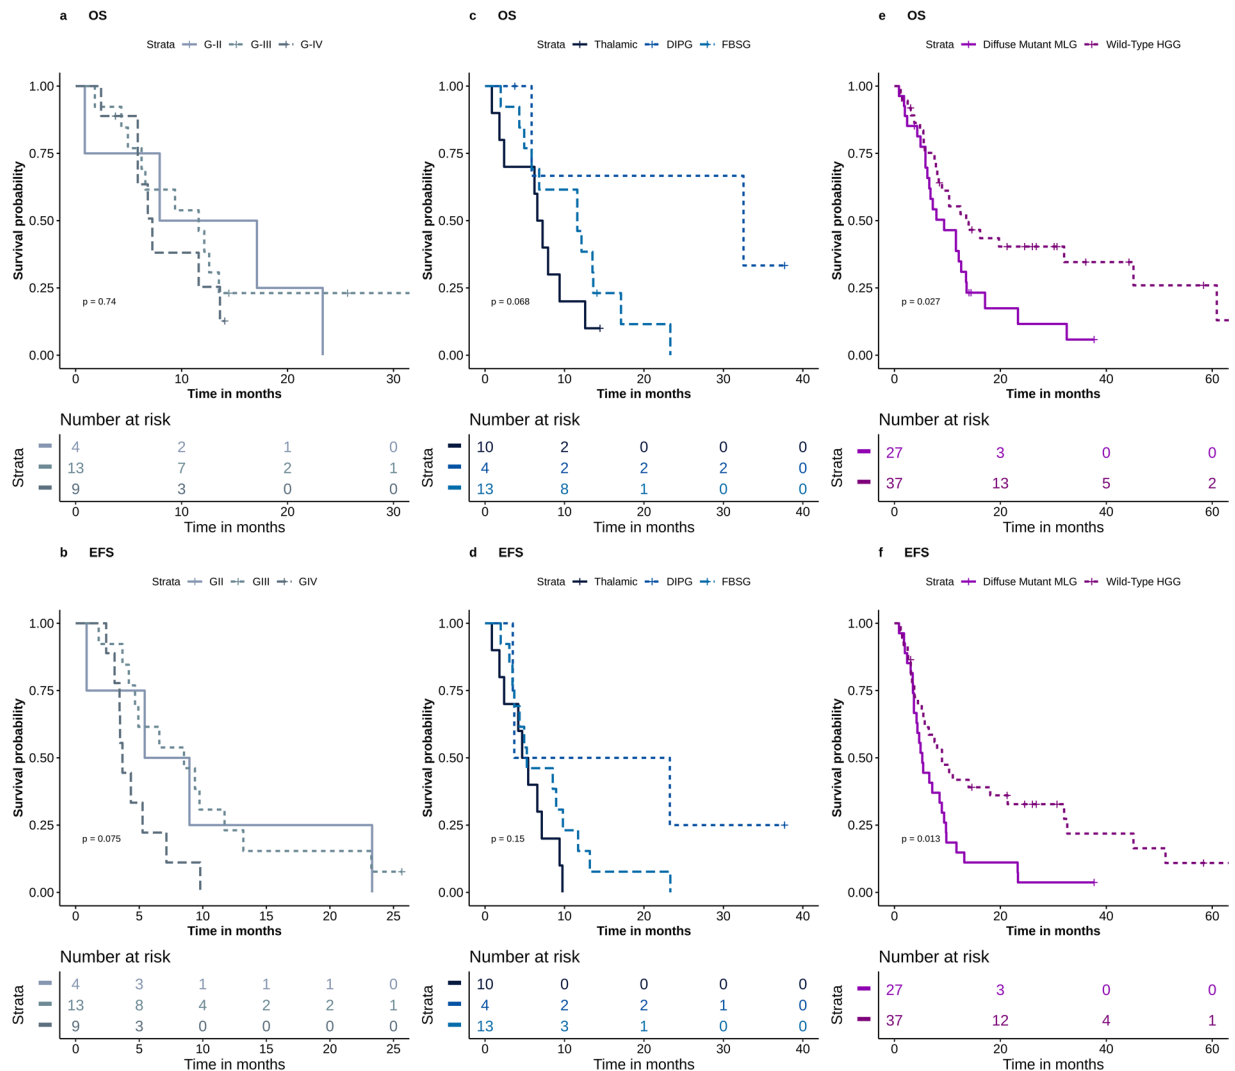 a OS
Strata G-II G-III G-IV
Survival probability
1.00
0.75
0.50
0.25
0.00
p = 0.74
0 10 20 30
Time in months
Number at risk
Strata
4 2 1 0
13 7 2 1
9 3 0 0
0 10 20 30
Time in months
c OS
Strata Thalamic DIPG FBSG
Survival probability
1.00
0.75
0.50
0.25
0.00
p = 0.068
0 10 20 30 40
Time in months
Number at risk
Strata
10 2 0 0 0
4 2 2 2 0
13 8 1 0 0
0 10 20 30 40
Time in months
e OS
Strata Diffuse Mutant MLG Wild-Type HGG
Survival probability
1.00
0.75
0.50
0.25
0.00
p = 0.027
0 20 40 60
Time in months
Number at risk
Strata
27 3 0 0
37 13 5 2
0 20 40 60
Time in months
b EFS
Strata GII GIII GIV
Survival probability
1.00
0.75
0.50
0.25
0.00
p = 0.075
0 5 10 15 20 25
Time in months
Number at risk
Strata
4 3 1 1 1 0
13 8 4 2 2 1
9 3 0 0 0 0
0 5 10 15 20 25
Time in months
d EFS
Strata Thalamic DIPG FBSG
Survival probability
1.00
0.75
0.50
0.25
0.00
p = 0.15
0 10 20 30 40
Time in months
Number at risk
Strata
10 0 0 0 0
4 2 2 1 0
13 3 1 0 0
0 10 20 30 40
Time in months
f EFS
Strata Diffuse Mutant MLG Wild-Type HGG
Survival probability
1.00
0.75
0.50
0.25
0.00
p = 0.013
0 20 40 60
Time in months
Number at risk
Strata
27 3 0 0
37 12 4 1
0 20 40 60
Time in months